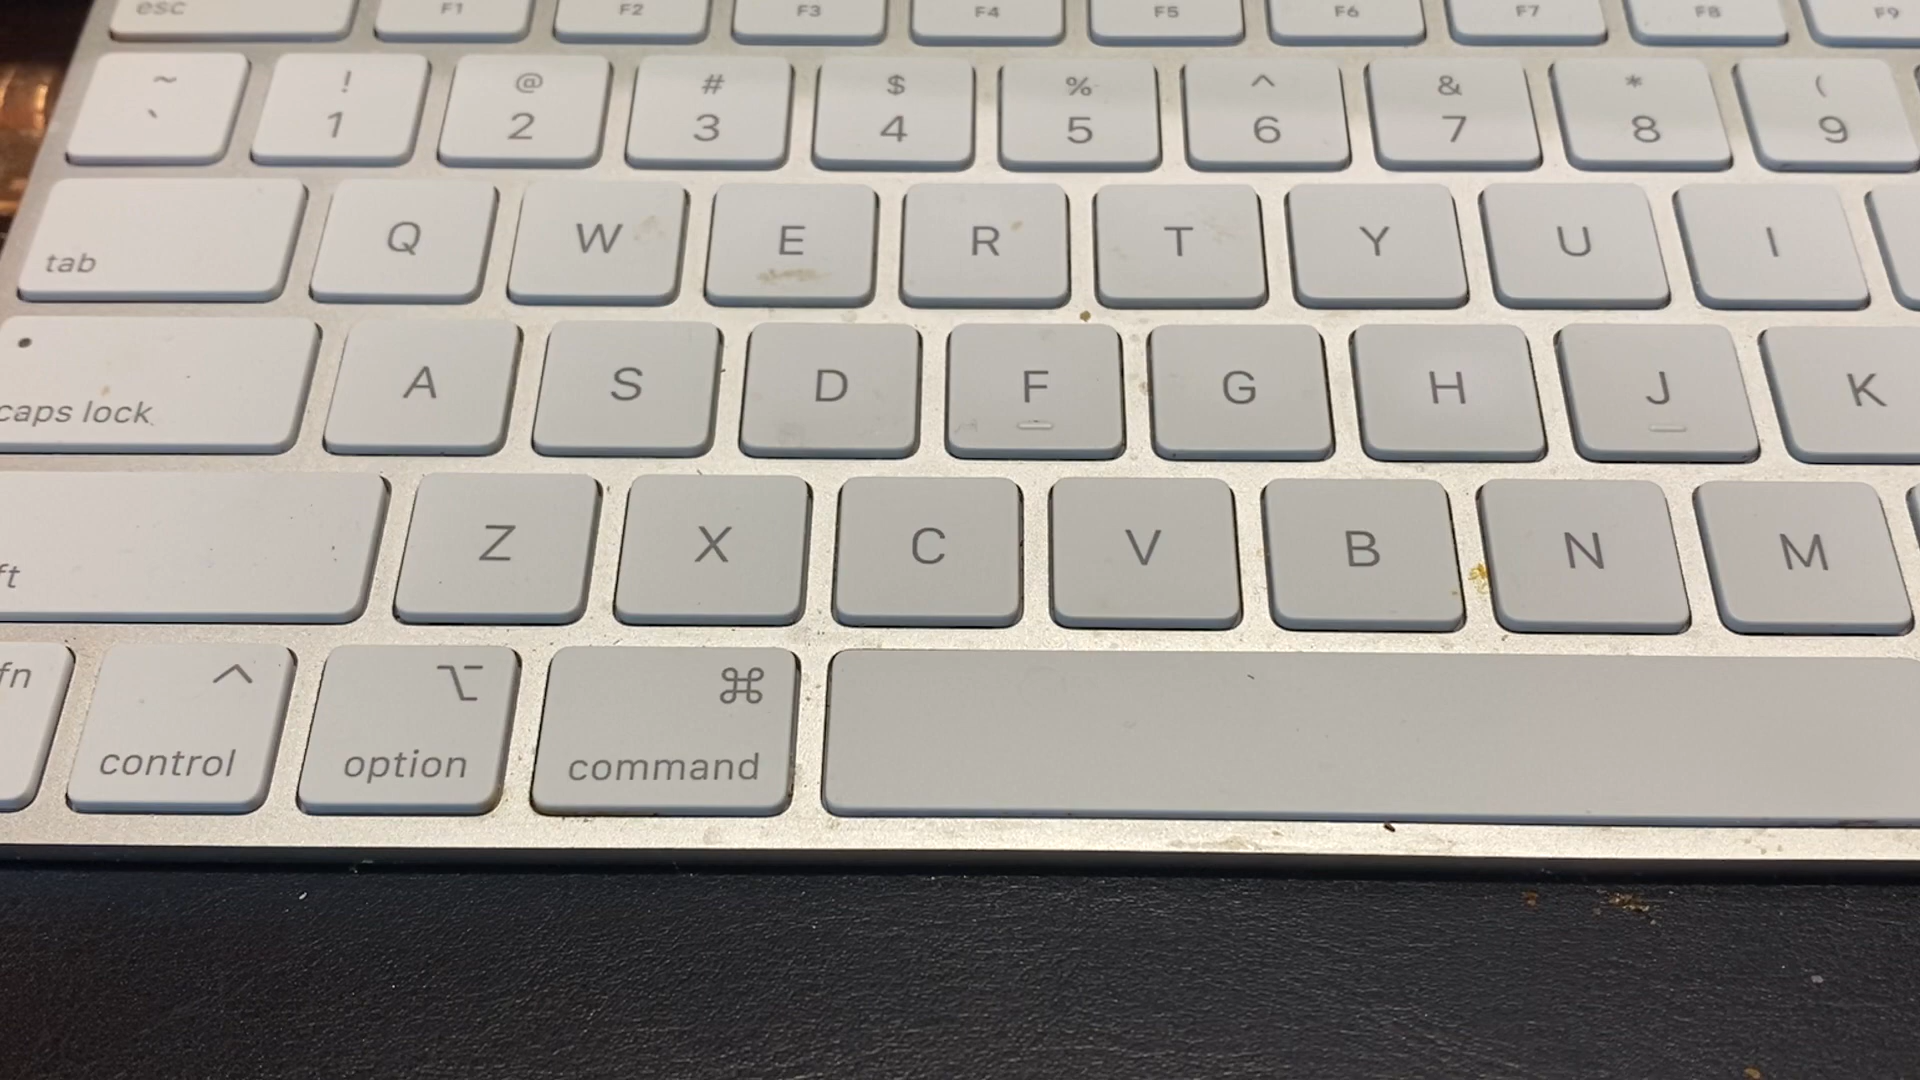 esc F1 F2 F3 F4 F5 F6 F7 F8 F9
~ ! @ # $ % ^ & * (
` 1 2 3 4 5 6 7 8 9
tab Q W E R T Y U I
caps lock A S D F G H J K
ft Z X C V B N M
fn ^ ⌥ ⌘
control option command